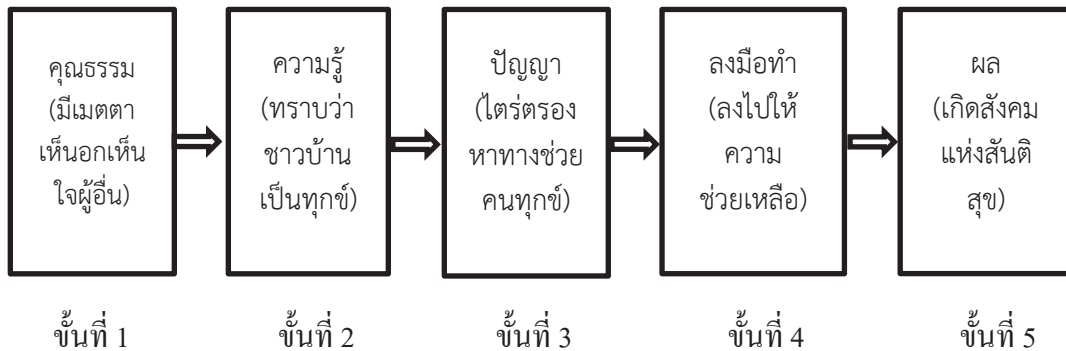 คุณธรรม
(มีเมตตา
เห็นอกเห็น
ใจผู้อื่น)
ความรู้
(ทราบว่า
ชาวบ้าน
เป็นทุกข์)
ปัญญา
(ไตร่ตรอง
หาทางช่วย
คนทุกข์)
ลงมือทำ
(ลงไปให้
ความ
ช่วยเหลือ)
ผล
(เกิดสังคม
แห่งสันติ
สุข)
ขั้นที่ 1
ขั้นที่ 2
ขั้นที่ 3
ขั้นที่ 4
ขั้นที่ 5